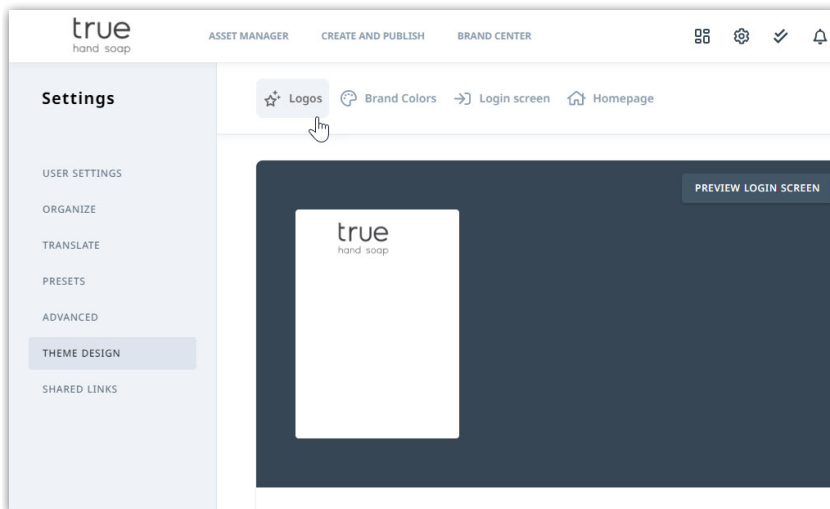 true
hand soap
ASSET MANAGER CREATE AND PUBLISH BRAND CENTER
Settings
Logos Brand Colors Login screen Homepage
USER SETTINGS
ORGANIZE
TRANSLATE
PRESETS
ADVANCED
THEME DESIGN
SHARED LINKS
PREVIEW LOGIN SCREEN
true
hand soap